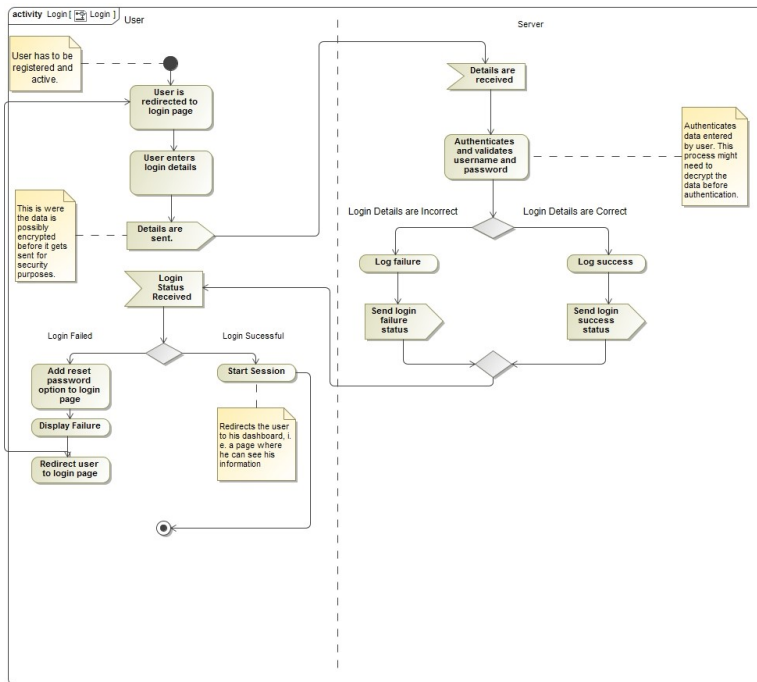 activity Login [ Login ]
User
Server
User has to be
registered and
active.
User is
redirected to
login page
User enters
login details
This is were
the data is
possibly
encrypted
before it gets
sent for
security
purposes.
Details are
sent.
Login
Status
Received
Login Failed
Login Sucessful
Add reset
password
option to login
page
Start Session
Display Failure
Redirects the user
to his dashboard, i.
e. a page where
he can see his
information
Redirect user
to login page
Details are
received
Authenticates
and validates
username and
password
Authenticates
data entered
by user. This
process might
need to
decrypt the
data before
authentication.
Login Details are Incorrect
Login Details are Correct
Log failure
Log success
Send login
failure
status
Send login
success
status